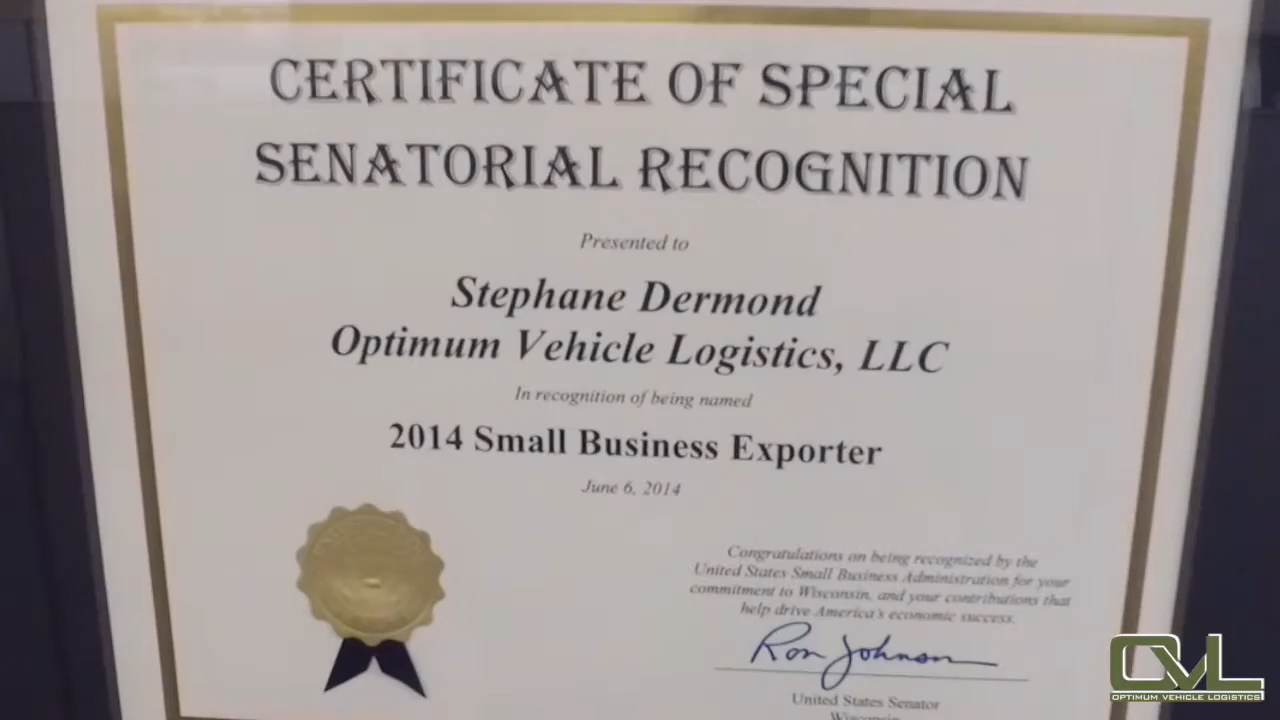 CERTIFICATE OF SPECIAL
SENATORIAL RECOGNITION
Presented to
Stephane Dermond
Optimum Vehicle Logistics, LLC
In recognition of being named
2014 Small Business Exporter
June 6, 2014
Congratulations on being recognized by the
United States Small Business Administration for your
commitment to Wisconsin, and your contributions that
help drive America's economic success.
Ron Johnson
United States Senator
Wisconsin
OVL
OPTIMUM VEHICLE LOGISTICS